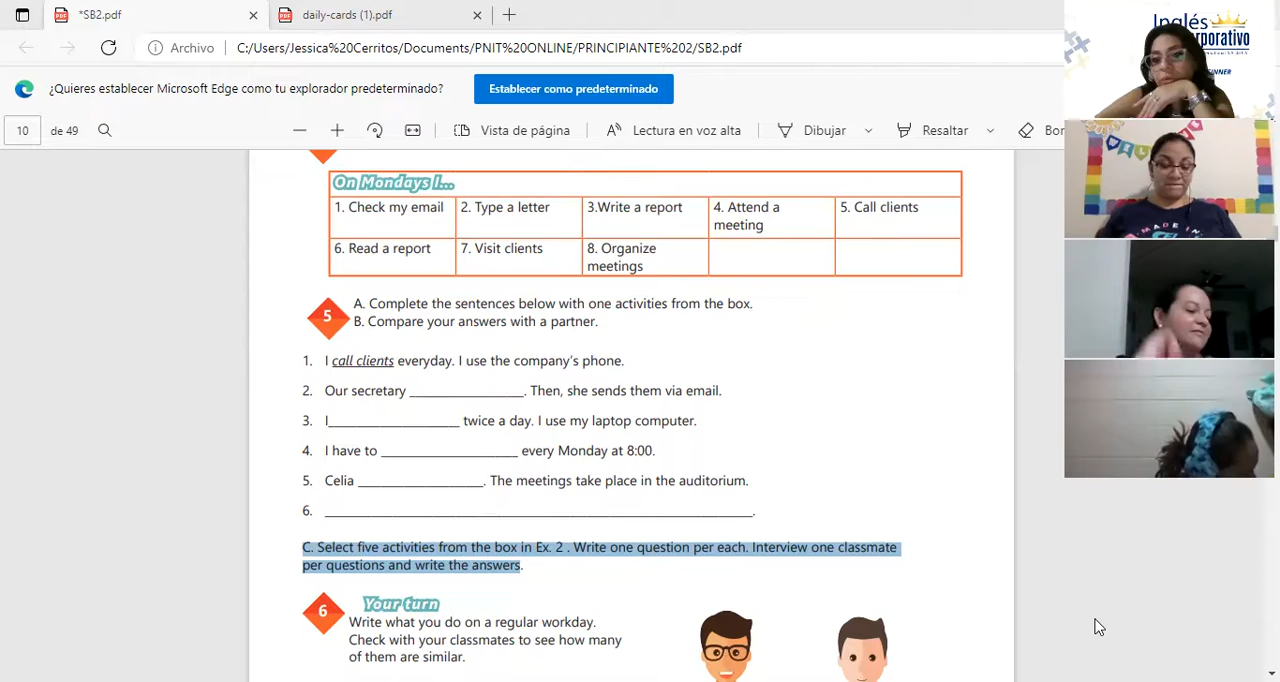 *SB2.pdf
daily-cards (1).pdf
Archivo
C:/Users/Jessica%20Cerritos/Documents/PNIT%20ONLINE/PRINCIPIANTE%202/SB2.pdf
¿Quieres establecer Microsoft Edge como tu explorador predeterminado?
Establecer como predeterminado
10 de 49
Vista de página
Lectura en voz alta
Dibujar
Resaltar
Bor
Inglés
NNER
On Mondays I...
1. Check my email
2. Type a letter
3.Write a report
4. Attend a
meeting
5. Call clients
6. Read a report
7. Visit clients
8. Organize
meetings
5
A. Complete the sentences below with one activities from the box.
B. Compare your answers with a partner.
1. I call clients everyday. I use the company's phone.
2. Our secretary _________________. Then, she sends them via email.
3. I____________________ twice a day. I use my laptop computer.
4. I have to _____________________ every Monday at 8:00.
5. Celia ___________________. The meetings take place in the auditorium.
6. _________________________________________________________________.
C. Select five activities from the box in Ex. 2 . Write one question per each. Interview one classmate
per questions and write the answers.
6
Your turn
Write what you do on a regular workday.
Check with your classmates to see how many
of them are similar.